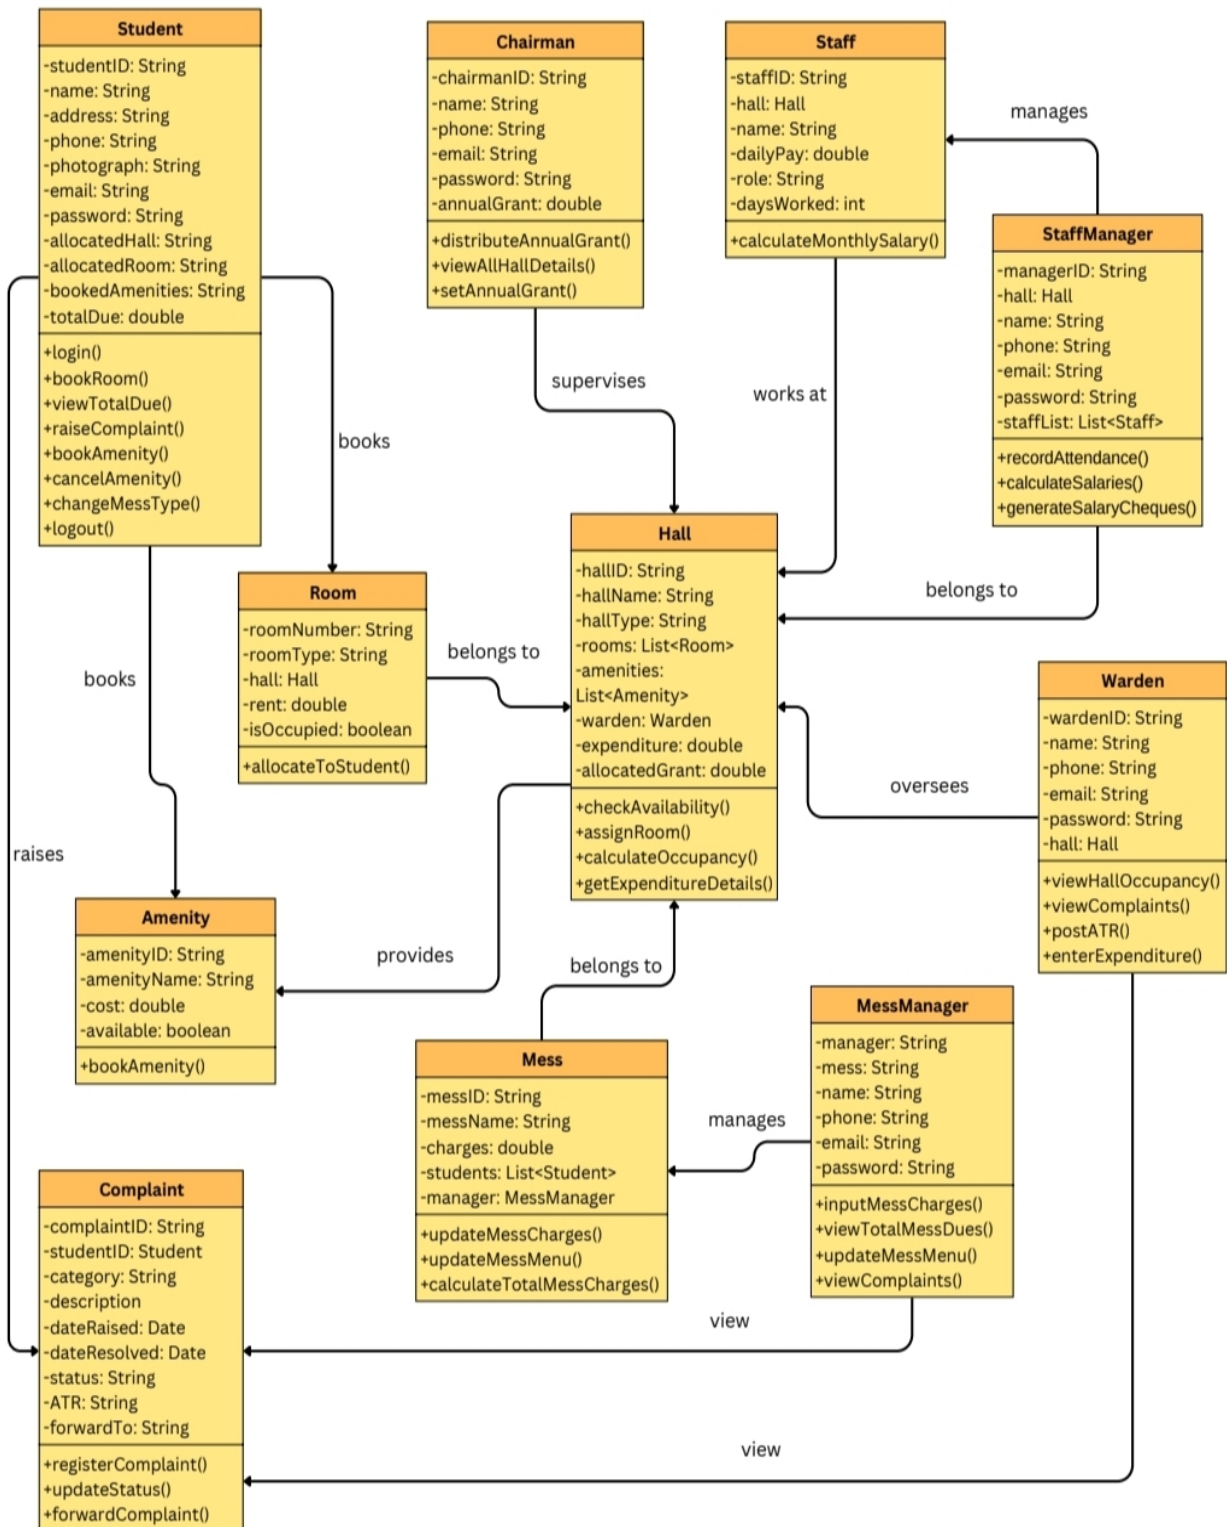 Student
-studentID: String
-name: String
-address: String
-phone: String
-photograph: String
-email: String
-password: String
-allocatedHall: String
-allocatedRoom: String
-bookedAmenities: String
-totalDue: double
+login()
+bookRoom()
+viewTotalDue()
+raiseComplaint()
+bookAmenity()
+cancelAmenity()
+changeMessType()
+logout()
Chairman
-chairmanID: String
-name: String
-phone: String
-email: String
-password: String
-annualGrant: double
+distributeAnnualGrant()
+viewAllHallDetails()
+setAnnualGrant()
Staff
-staffID: String
-hall: Hall
-name: String
-dailyPay: double
-role: String
-daysWorked: int
+calculateMonthlySalary()
manages
StaffManager
-managerID: String
-hall: Hall
-name: String
-phone: String
-email: String
-password: String
-staffList: List<Staff>
+recordAttendance()
+calculateSalaries()
+generateSalaryCheques()
supervises
works at
books
belongs to
Room
-roomNumber: String
-roomType: String
-hall: Hall
-rent: double
-isOccupied: boolean
+allocateToStudent()
belongs to
Hall
-hallID: String
-hallName: String
-hallType: String
-rooms: List<Room>
-amenities:
List<Amenity>
-warden: Warden
-expenditure: double
-allocatedGrant: double
+checkAvailability()
+assignRoom()
+calculateOccupancy()
+getExpenditureDetails()
Warden
-wardenID: String
-name: String
-phone: String
-email: String
-password: String
-hall: Hall
+viewHallOccupancy()
+viewComplaints()
+postATR()
+enterExpenditure()
oversees
books
raises
Amenity
-amenityID: String
-amenityName: String
-cost: double
-available: boolean
+bookAmenity()
provides
belongs to
Mess
-messID: String
-messName: String
-charges: double
-students: List<Student>
-manager: MessManager
+updateMessCharges()
+updateMessMenu()
+calculateTotalMessCharges()
manages
MessManager
-manager: String
-mess: String
-name: String
-phone: String
-email: String
-password: String
+inputMessCharges()
+viewTotalMessDues()
+updateMessMenu()
+viewComplaints()
Complaint
-complaintID: String
-studentID: Student
-category: String
-description
-dateRaised: Date
-dateResolved: Date
-status: String
-ATR: String
-forwardTo: String
+registerComplaint()
+updateStatus()
+forwardComplaint()
view
view